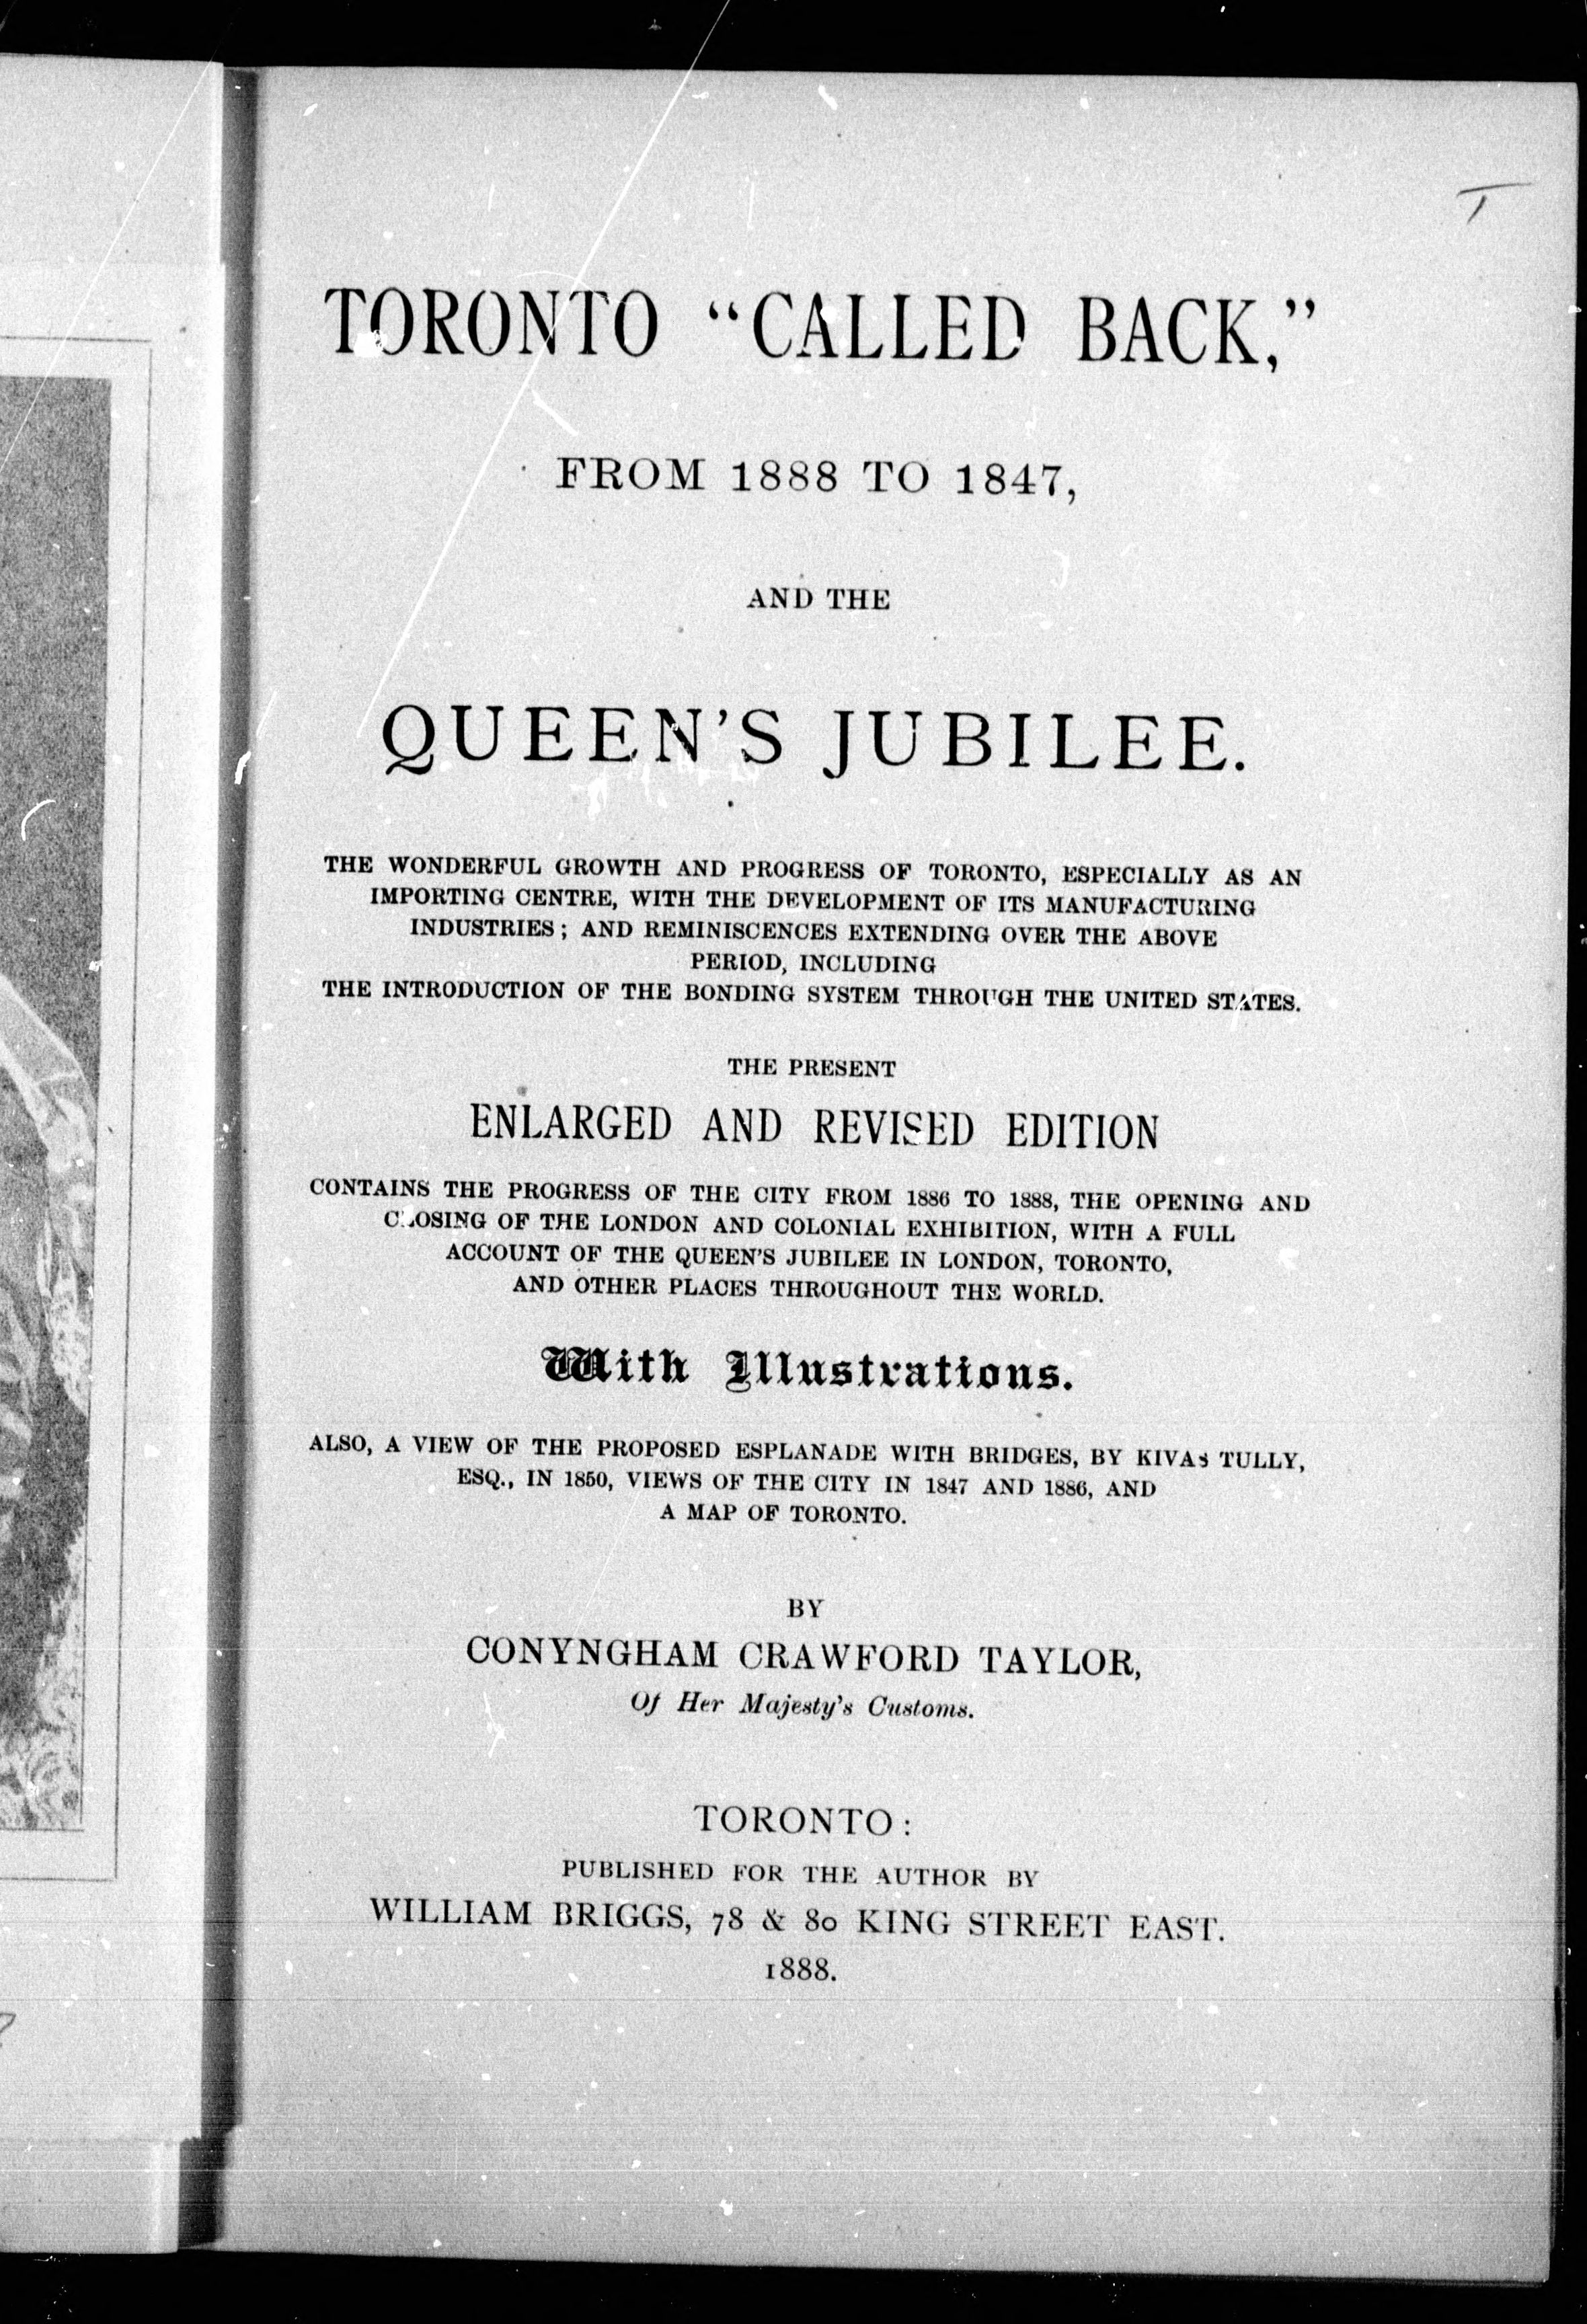 TORONTO “CALLED BACK,”
FROM 1888 TO 1847,
AND THE
QUEEN’S JUBILEE.
THE WONDERFUL GROWTH AND PROGRESS OF TORONTO, ESPECIALLY AS AN
IMPORTING CENTRE, WITH THE DEVELOPMENT OF ITS MANUFACTURING
INDUSTRIES; AND REMINISCENCES EXTENDING OVER THE ABOVE
PERIOD, INCLUDING
THE INTRODUCTION OF THE BONDING SYSTEM THROUGH THE UNITED STATES.
THE PRESENT
ENLARGED AND REVISED EDITION
CONTAINS THE PROGRESS OF THE CITY FROM 1886 TO 1888, THE OPENING AND
CLOSING OF THE LONDON AND COLONIAL EXHIBITION, WITH A FULL
ACCOUNT OF THE QUEEN’S JUBILEE IN LONDON, TORONTO,
AND OTHER PLACES THROUGHOUT THE WORLD.
With Illustrations.
ALSO, A VIEW OF THE PROPOSED ESPLANADE WITH BRIDGES, BY KIVAS TULLY,
ESQ., IN 1850, VIEWS OF THE CITY IN 1847 AND 1886, AND
A MAP OF TORONTO.
BY
CONYNGHAM CRAWFORD TAYLOR,
Of Her Majesty’s Customs.
TORONTO:
PUBLISHED FOR THE AUTHOR BY
WILLIAM BRIGGS, 78 & 80 KING STREET EAST.
1888.